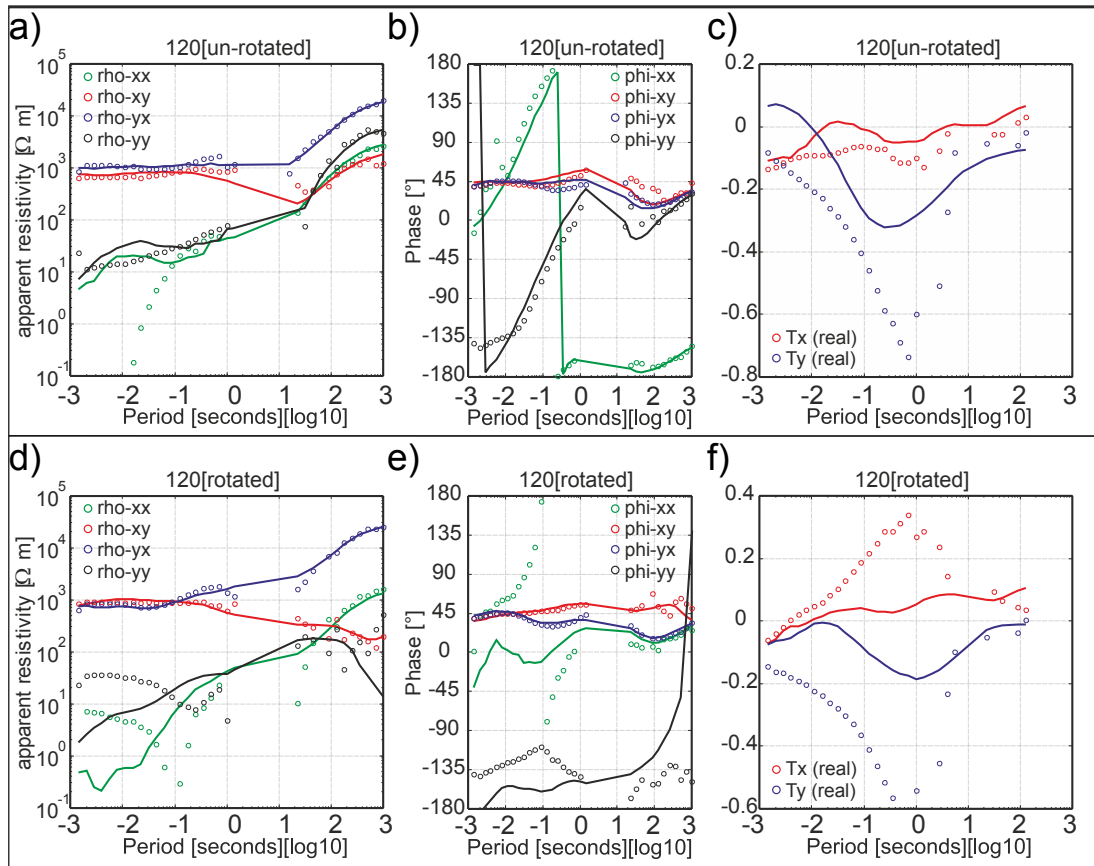 a)
120[un-rotated]
rho-xx
rho-xy
rho-yx
rho-yy
10^5
10^4
10^3
10^2
10^1
10^0
10^-1
apparent resistivity [Ω m]
-3 -2 -1 0 1 2 3
Period [seconds][log10]
b)
120[un-rotated]
phi-xx
phi-xy
phi-yx
phi-yy
180
135
90
45
0
-45
-90
-135
-180
Phase [°]
-3 -2 -1 0 1 2 3
Period [seconds][log10]
c)
120[un-rotated]
0.2
0
-0.2
-0.4
-0.6
-0.8
Tx (real)
Ty (real)
-3 -2 -1 0 1 2 3
Period [seconds][log10]
d)
120[rotated]
rho-xx
rho-xy
rho-yx
rho-yy
10^5
10^4
10^3
10^2
10^1
10^0
10^-1
apparent resistivity [Ω m]
-3 -2 -1 0 1 2 3
Period [seconds][log10]
e)
120[rotated]
phi-xx
phi-xy
phi-yx
phi-yy
180
135
90
45
0
-45
-90
-135
-180
Phase [°]
-3 -2 -1 0 1 2 3
Period [seconds][log10]
f)
120[rotated]
0.4
0.2
0
-0.2
-0.4
-0.6
Tx (real)
Ty (real)
-3 -2 -1 0 1 2 3
Period [seconds][log10]